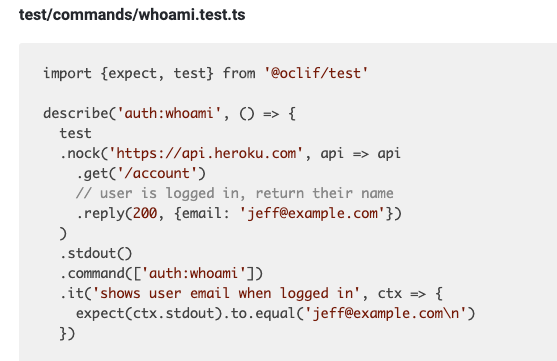 test/commands/whoami.test.ts
import {expect, test} from '@oclif/test'
describe('auth:whoami', () => {
  test
  .nock('https://api.heroku.com', api => api
    .get('/account')
    // user is logged in, return their name
    .reply(200, {email: 'jeff@example.com'})
  )
  .stdout()
  .command(['auth:whoami'])
  .it('shows user email when logged in', ctx => {
    expect(ctx.stdout).to.equal('jeff@example.com\n')
  })